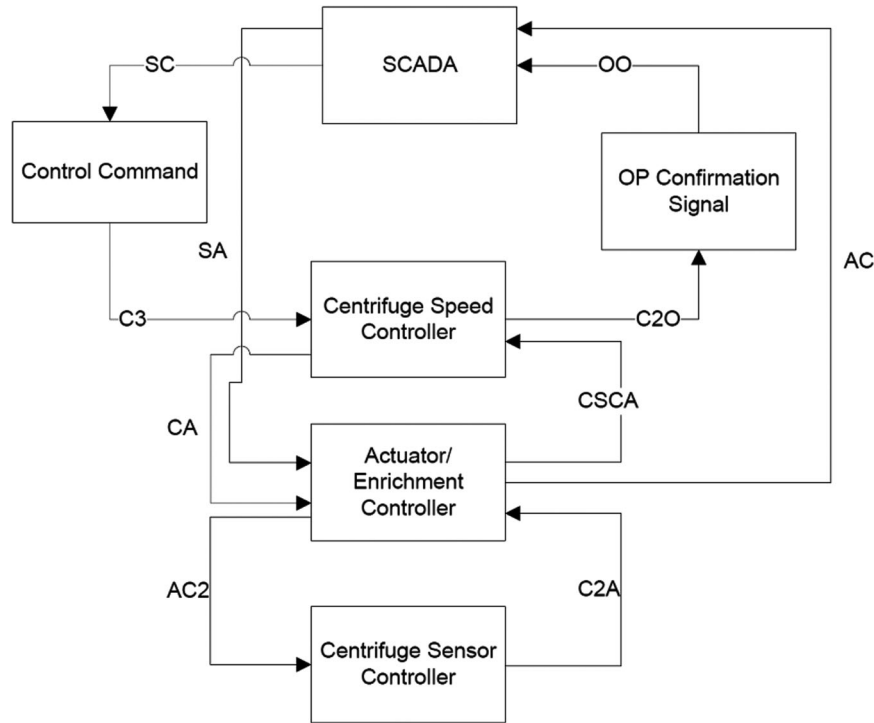 SCADA
SC
OO
Control Command
OP Confirmation
Signal
SA
AC
Centrifuge Speed
Controller
C3
C2O
CSCA
CA
Actuator/
Enrichment
Controller
AC2
C2A
Centrifuge Sensor
Controller